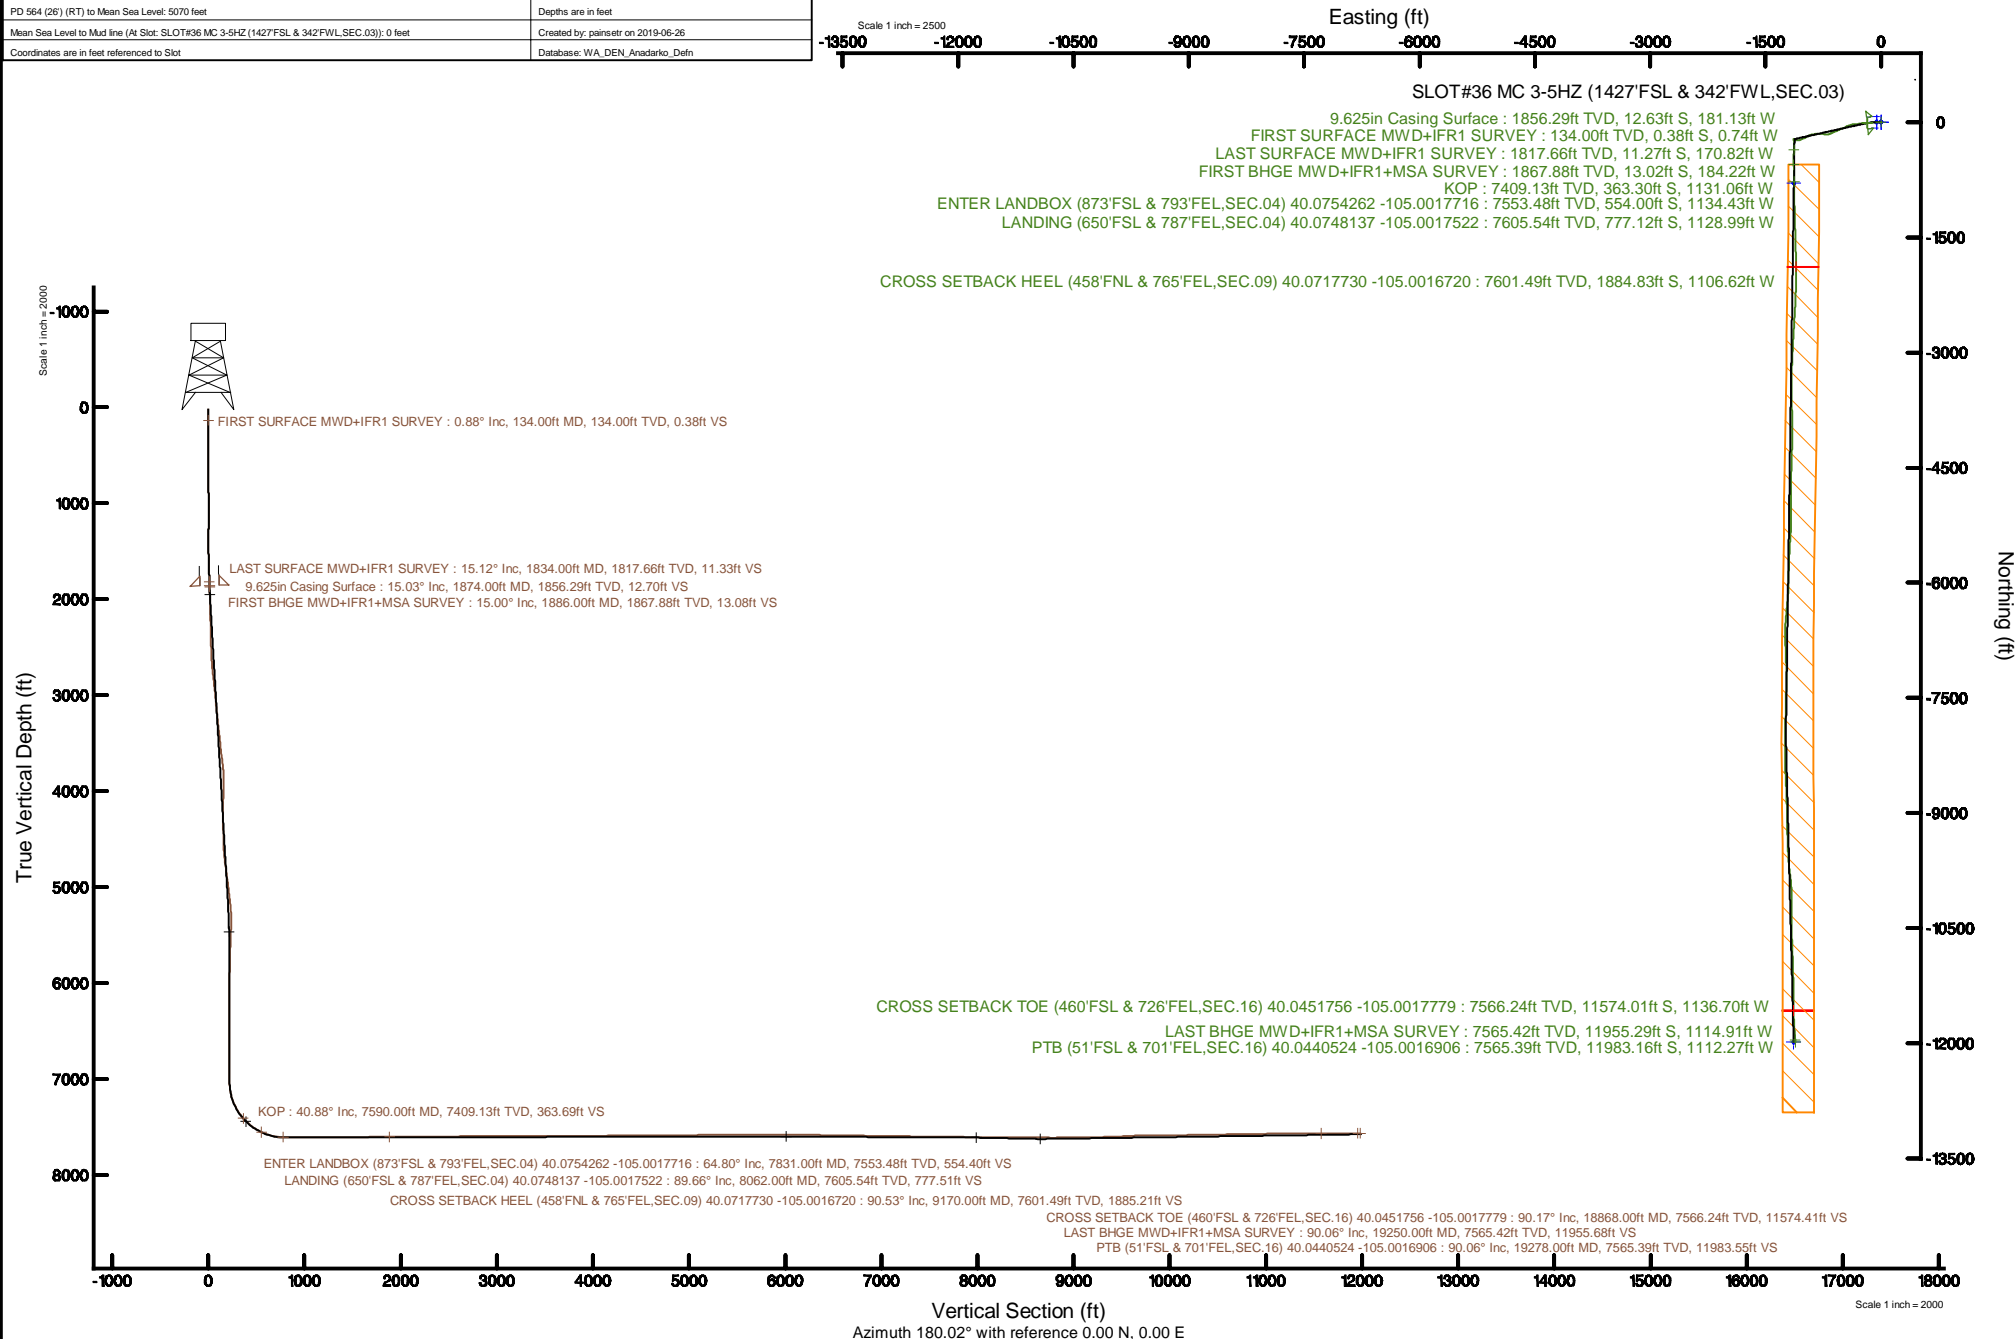 PD 564 (26') (RT) to Mean Sea Level: 5070 feet
Depths are in feet
Mean Sea Level to Mud line (At Slot: SLOT#36 MC 3-5HZ (1427'FSL & 342'FWL,SEC.03)): 0 feet
Created by: painsetr on 2019-06-26
Coordinates are in feet referenced to Slot
Database: WA_DEN_Anadarko_Defn
Scale 1 inch = 2500
Easting (ft)
-13500 -12000 -10500 -9000 -7500 -6000 -4500 -3000 -1500 0
SLOT#36 MC 3-5HZ (1427'FSL & 342'FWL,SEC.03)
9.625in Casing Surface : 1856.29ft TVD, 12.63ft S, 181.13ft W
FIRST SURFACE MWD+IFR1 SURVEY : 134.00ft TVD, 0.38ft S, 0.74ft W
LAST SURFACE MWD+IFR1 SURVEY : 1817.66ft TVD, 11.27ft S, 170.82ft W
FIRST BHGE MWD+IFR1+MSA SURVEY : 1867.88ft TVD, 13.02ft S, 184.22ft W
KOP : 7409.13ft TVD, 363.30ft S, 1131.06ft W
ENTER LANDBOX (873'FSL & 793'FEL,SEC.04) 40.0754262 -105.0017716 : 7553.48ft TVD, 554.00ft S, 1134.43ft W
LANDING (650'FSL & 787'FEL,SEC.04) 40.0748137 -105.0017522 : 7605.54ft TVD, 777.12ft S, 1128.99ft W
CROSS SETBACK HEEL (458'FNL & 765'FEL,SEC.09) 40.0717730 -105.0016720 : 7601.49ft TVD, 1884.83ft S, 1106.62ft W
CROSS SETBACK TOE (460'FSL & 726'FEL,SEC.16) 40.0451756 -105.0017779 : 7566.24ft TVD, 11574.01ft S, 1136.70ft W
LAST BHGE MWD+IFR1+MSA SURVEY : 7565.42ft TVD, 11955.29ft S, 1114.91ft W
PTB (51'FSL & 701'FEL,SEC.16) 40.0440524 -105.0016906 : 7565.39ft TVD, 11983.16ft S, 1112.27ft W
0
-1500
-3000
-4500
-6000
-7500
-9000
-10500
-12000
-13500
Northing (ft)
Scale 1 inch = 2000
True Vertical Depth (ft)
-1000
0
1000
2000
3000
4000
5000
6000
7000
8000
FIRST SURFACE MWD+IFR1 SURVEY : 0.88° Inc, 134.00ft MD, 134.00ft TVD, 0.38ft VS
LAST SURFACE MWD+IFR1 SURVEY : 15.12° Inc, 1834.00ft MD, 1817.66ft TVD, 11.33ft VS
9.625in Casing Surface : 15.03° Inc, 1874.00ft MD, 1856.29ft TVD, 12.70ft VS
FIRST BHGE MWD+IFR1+MSA SURVEY : 15.00° Inc, 1886.00ft MD, 1867.88ft TVD, 13.08ft VS
KOP : 40.88° Inc, 7590.00ft MD, 7409.13ft TVD, 363.69ft VS
ENTER LANDBOX (873'FSL & 793'FEL,SEC.04) 40.0754262 -105.0017716 : 64.80° Inc, 7831.00ft MD, 7553.48ft TVD, 554.40ft VS
LANDING (650'FSL & 787'FEL,SEC.04) 40.0748137 -105.0017522 : 89.66° Inc, 8062.00ft MD, 7605.54ft TVD, 777.51ft VS
CROSS SETBACK HEEL (458'FNL & 765'FEL,SEC.09) 40.0717730 -105.0016720 : 90.53° Inc, 9170.00ft MD, 7601.49ft TVD, 1885.21ft VS
CROSS SETBACK TOE (460'FSL & 726'FEL,SEC.16) 40.0451756 -105.0017779 : 90.17° Inc, 18868.00ft MD, 7566.24ft TVD, 11574.41ft VS
LAST BHGE MWD+IFR1+MSA SURVEY : 90.06° Inc, 19250.00ft MD, 7565.42ft TVD, 11955.68ft VS
PTB (51'FSL & 701'FEL,SEC.16) 40.0440524 -105.0016906 : 90.06° Inc, 19278.00ft MD, 7565.39ft TVD, 11983.55ft VS
-1000 0 1000 2000 3000 4000 5000 6000 7000 8000 9000 10000 11000 12000 13000 14000 15000 16000 17000 18000
Vertical Section (ft)
Scale 1 inch = 2000
Azimuth 180.02° with reference 0.00 N, 0.00 E